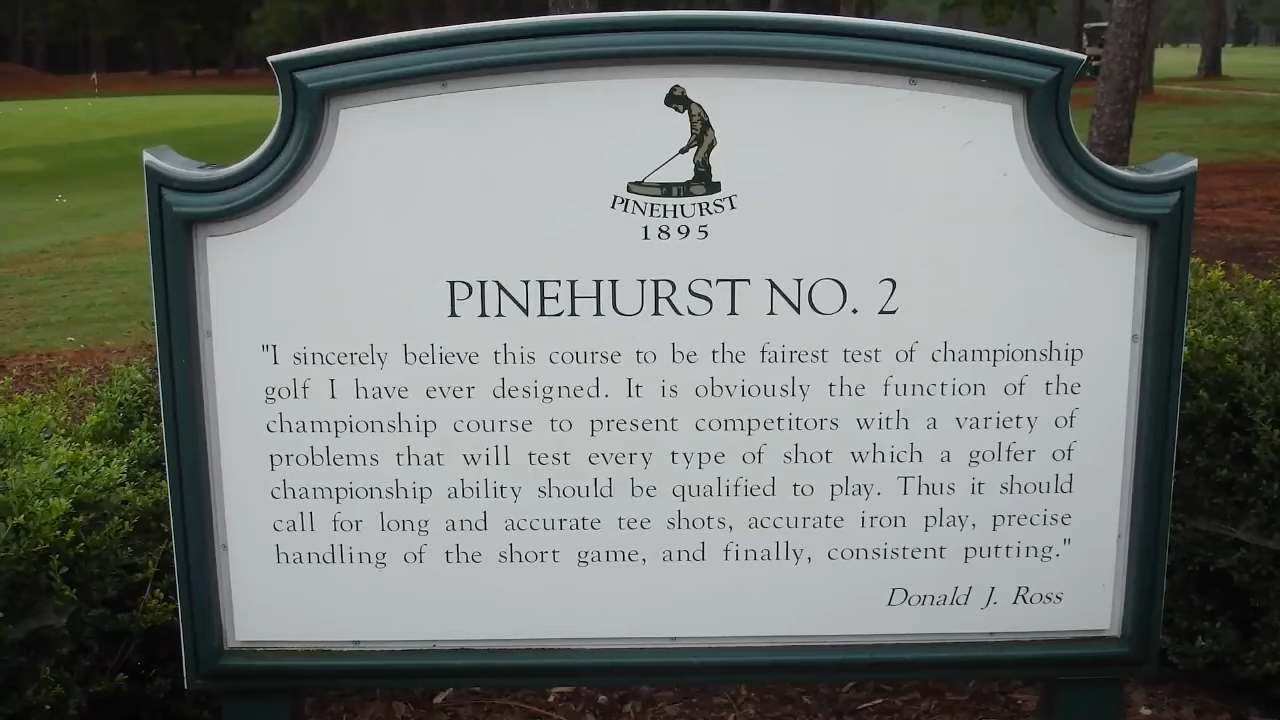 PINEHURST
1895
PINEHURST NO. 2
"I sincerely believe this course to be the fairest test of championship
golf I have ever designed. It is obviously the function of the
championship course to present competitors with a variety of
problems that will test every type of shot which a golfer of
championship ability should be qualified to play. Thus it should
call for long and accurate tee shots, accurate iron play, precise
handling of the short game, and finally, consistent putting."
Donald J. Ross